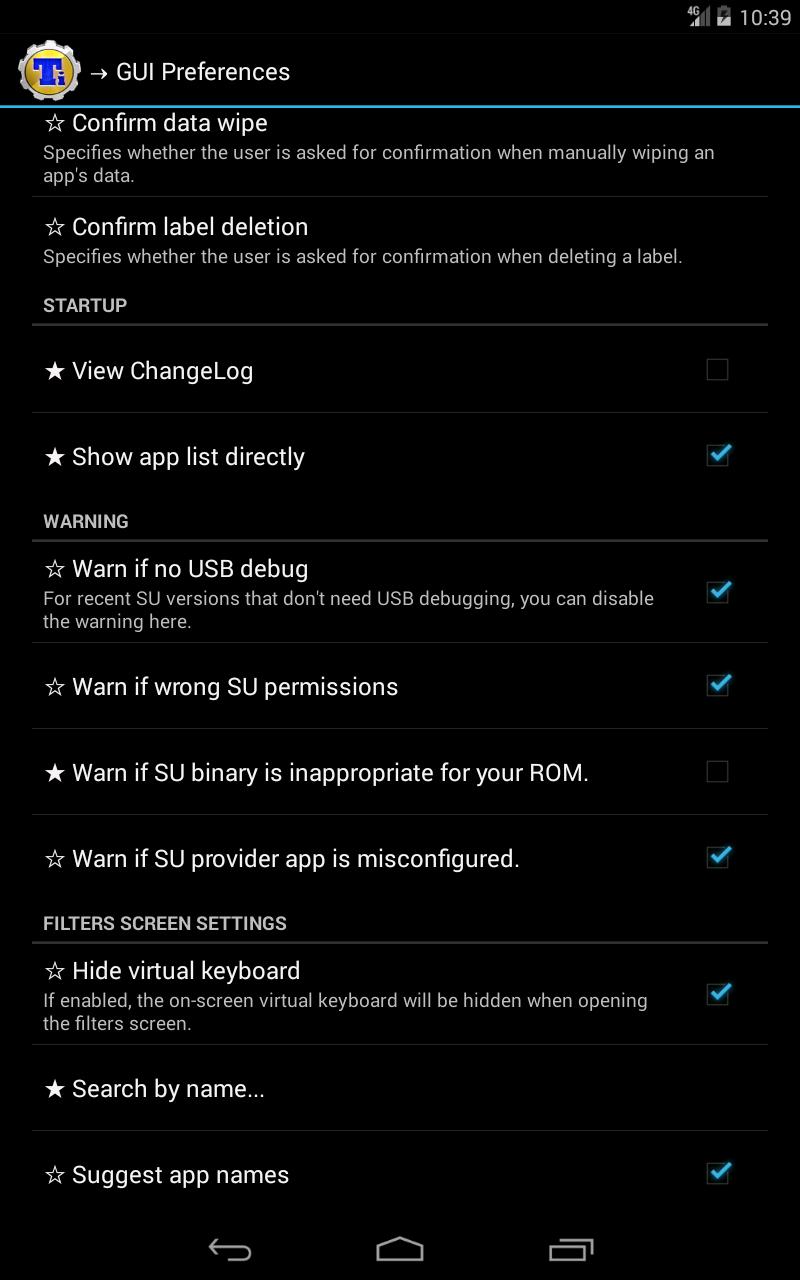 4G 10:39
Ti → GUI Preferences
☆ Confirm data wipe
Specifies whether the user is asked for confirmation when manually wiping an
app's data.
☆ Confirm label deletion
Specifies whether the user is asked for confirmation when deleting a label.
STARTUP
★ View ChangeLog
★ Show app list directly
WARNING
☆ Warn if no USB debug
For recent SU versions that don't need USB debugging, you can disable
the warning here.
☆ Warn if wrong SU permissions
★ Warn if SU binary is inappropriate for your ROM.
☆ Warn if SU provider app is misconfigured.
FILTERS SCREEN SETTINGS
☆ Hide virtual keyboard
If enabled, the on-screen virtual keyboard will be hidden when opening
the filters screen.
★ Search by name...
☆ Suggest app names